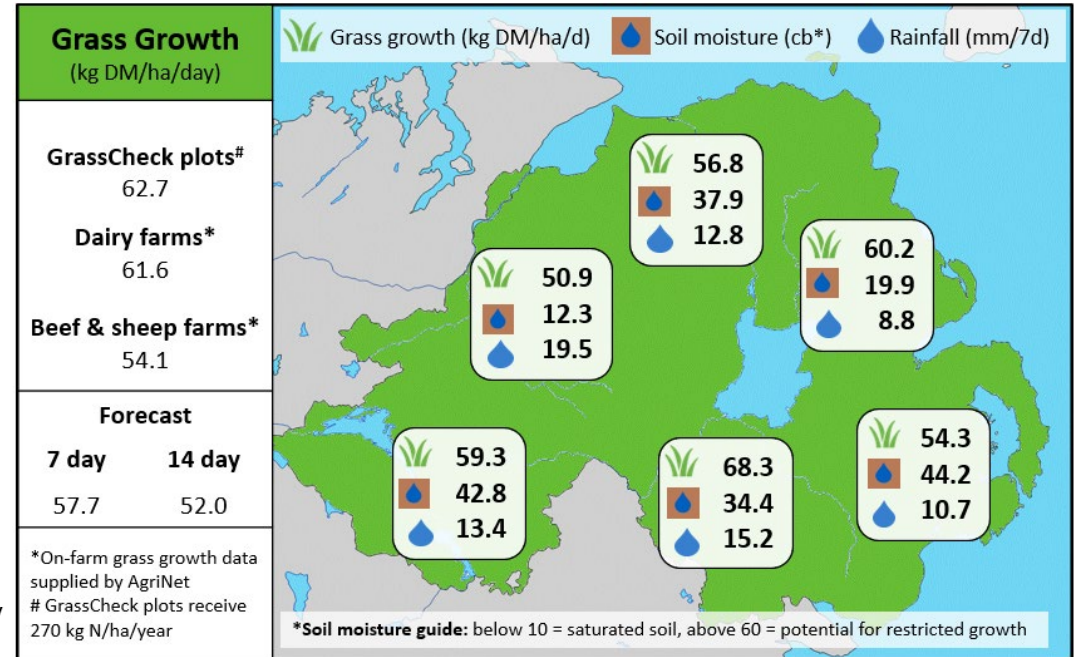 Grass Growth
(kg DM/ha/day)
GrassCheck plots#
62.7
Dairy farms*
61.6
Beef & sheep farms*
54.1
Forecast
7 day 14 day
57.7 52.0
*On-farm grass growth data
supplied by AgriNet
# GrassCheck plots receive
270 kg N/ha/year
Grass growth (kg DM/ha/d) Soil moisture (cb*) Rainfall (mm/7d)
56.8
37.9
12.8
60.2
19.9
8.8
50.9
12.3
19.5
59.3
42.8
13.4
68.3
34.4
15.2
54.3
44.2
10.7
*Soil moisture guide: below 10 = saturated soil, above 60 = potential for restricted growth